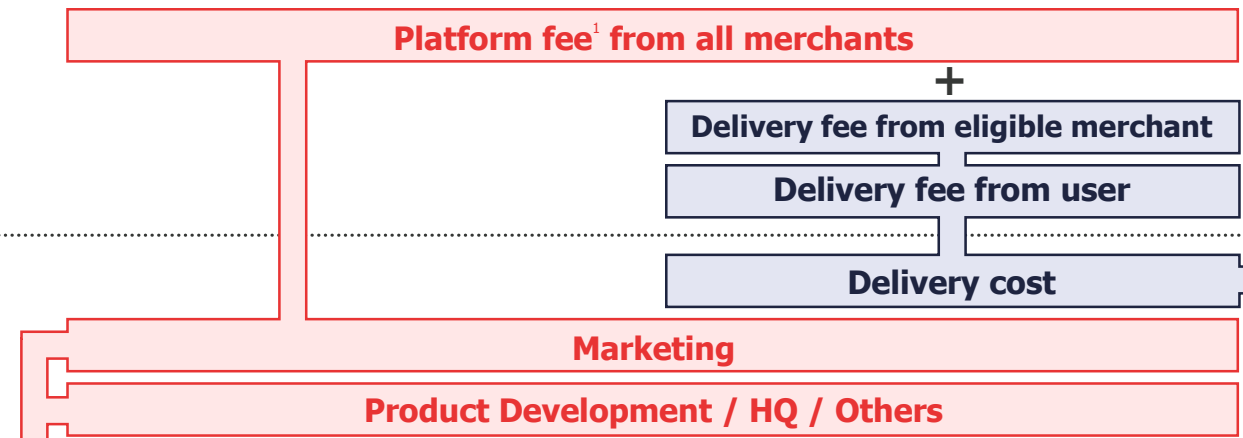 Platform fee¹ from all merchants
+
Delivery fee from eligible merchant
Delivery fee from user
Delivery cost
Marketing
Product Development / HQ / Others